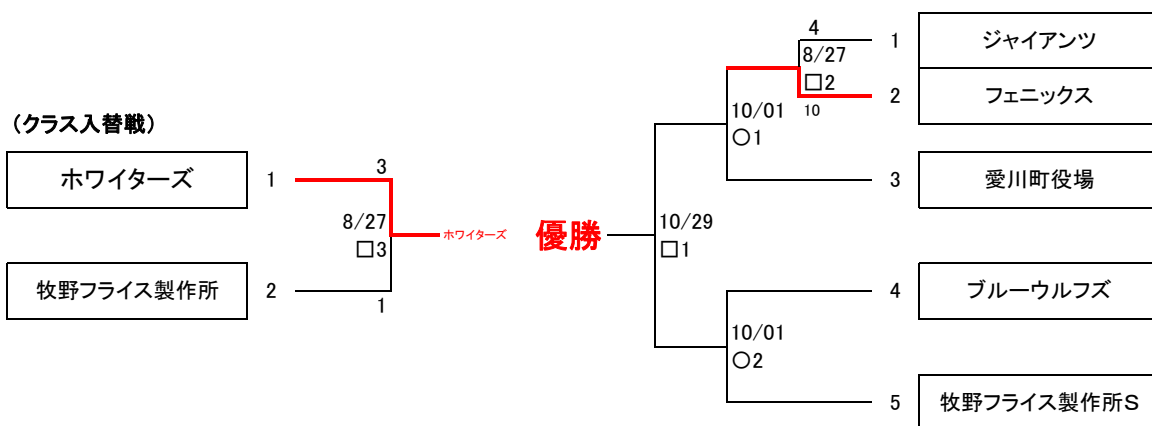 （クラス入替戦）
ホワイターズ
1
3
8/27
□3
ホワイターズ
牧野フライス製作所
2
1
優勝
10/29
□1
10/01
○1
4
8/27
□2
10
1
ジャイアンツ
2
フェニックス
3
愛川町役場
10/01
○2
4
ブルーウルフズ
5
牧野フライス製作所S